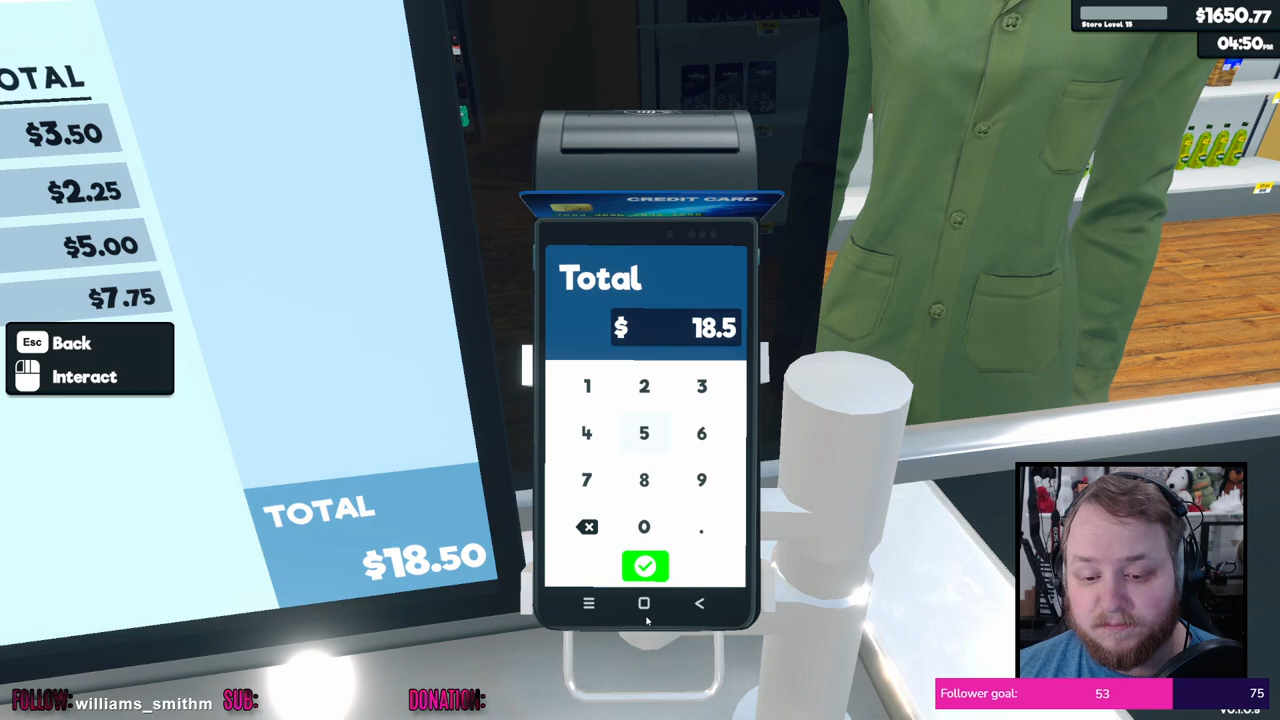 OTAL
$3.50
$2.25
$5.00
$7.75
Esc Back
Interact
TOTAL
$18.50
CREDIT CARD
Total
$ 18.5
1 2 3
4 5 6
7 8 9
0 .
$1650.77
Store Level 15
04:50PM
FOLLOW: williams_smithm SUB: DONATION:
Follower goal: 53 75